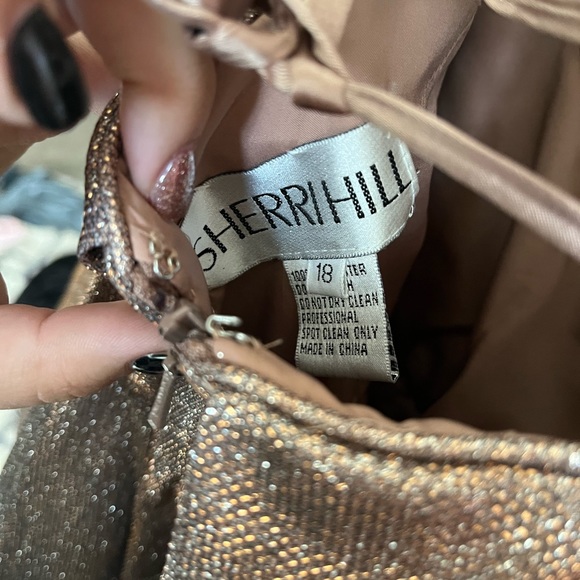 SHERRI HILL
18
DO NOT DRY CLEAN
PROFESSIONAL
SPOT CLEAN ONLY
MADE IN CHINA